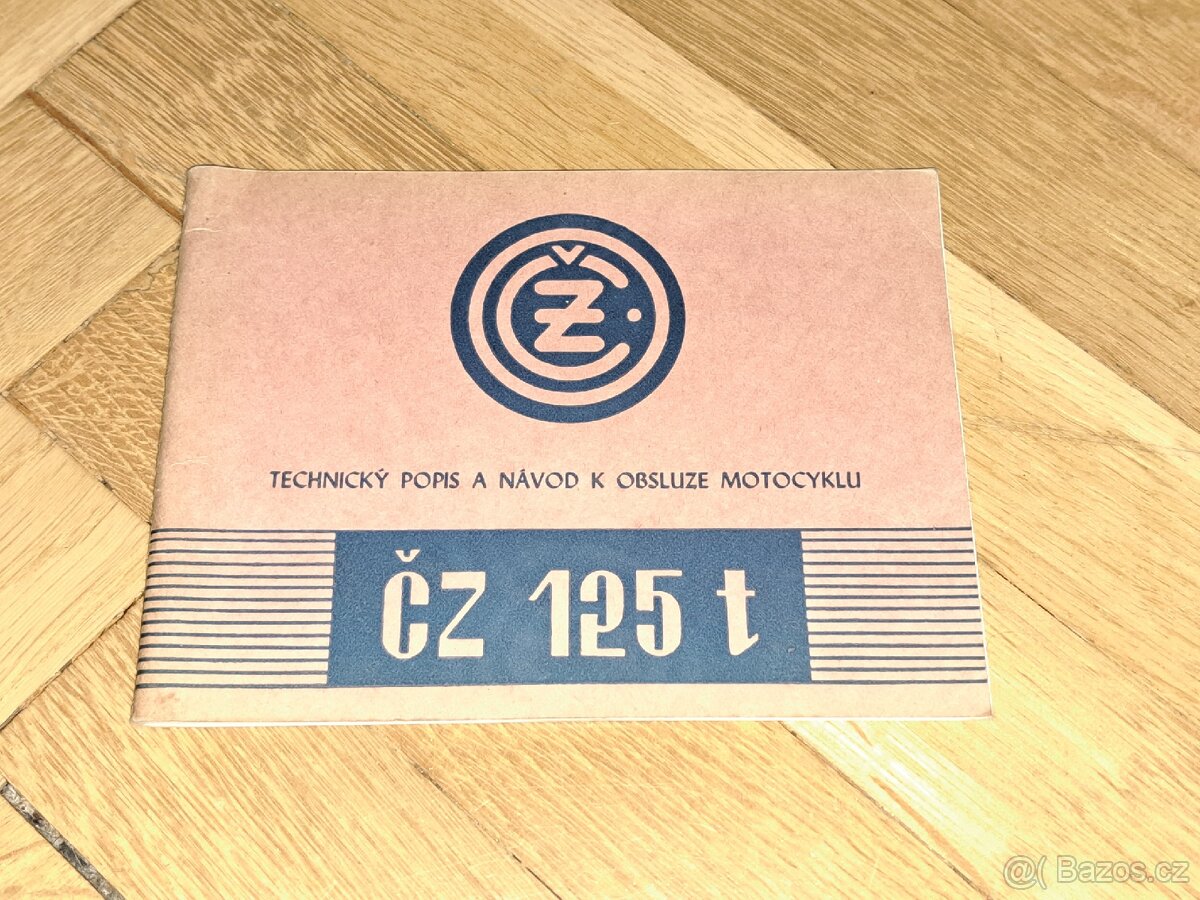 ČZ
TECHNICKÝ POPIS A NÁVOD K OBSLUZE MOTOCYKLU
ČZ 125 t
@( Bazos.cz